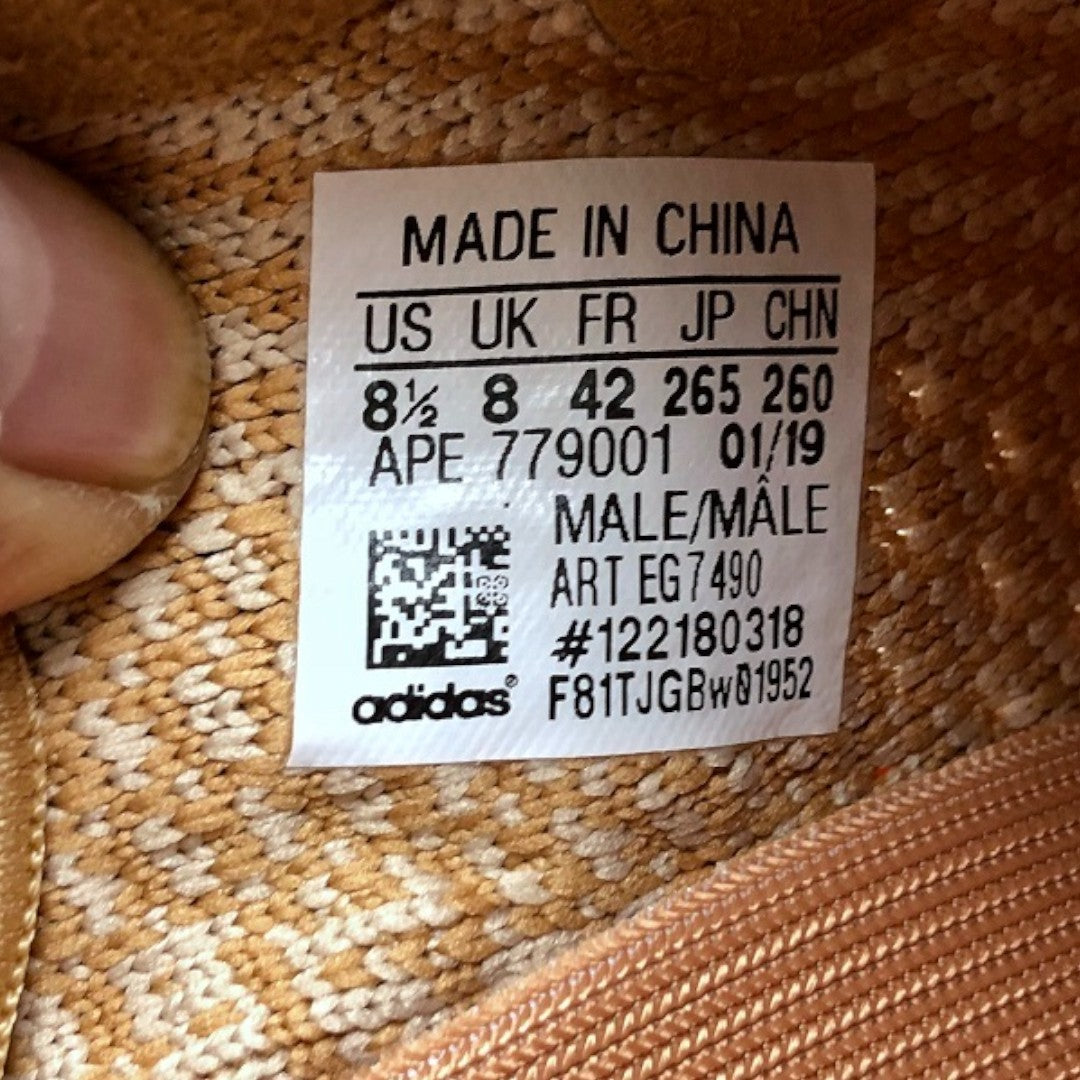 MADE IN CHINA
US UK FR JP CHN
8½ 8 42 265 260
APE 779001 01/19
MALE/MÂLE
ART EG7490
#122180318
F81TJGBw01952
adidas®